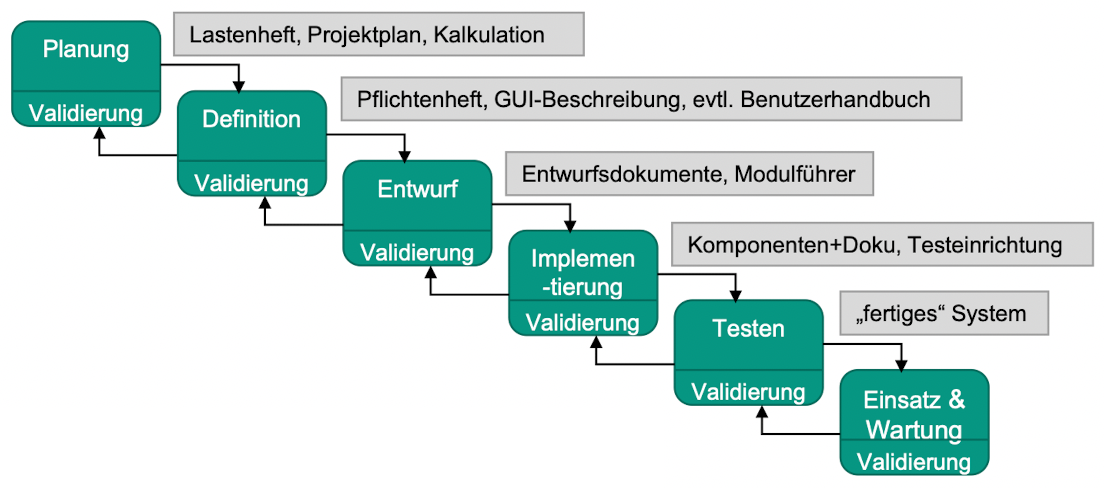 Planung
Validierung
Lastenheft, Projektplan, Kalkulation
Definition
Validierung
Pflichtenheft, GUI-Beschreibung, evtl. Benutzerhandbuch
Entwurf
Validierung
Entwurfsdokumente, Modulführer
Implemen
-tierung
Validierung
Komponenten+Doku, Testeinrichtung
Testen
Validierung
„fertiges“ System
Einsatz &
Wartung
Validierung